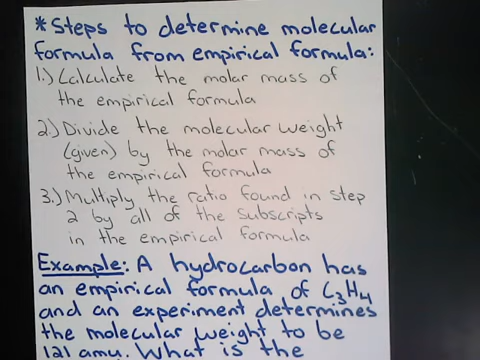 *Steps to determine molecular
formula from empirical formula:
1.) Calculate the molar mass of
the empirical formula
2.) Divide the molecular weight
(given) by the molar mass of
the empirical formula
3.) Multiply the ratio found in step
2 by all of the subscripts
in the empirical formula
Example: A hydrocarbon has
an empirical formula of C₃H₄
and an experiment determines
the molecular weight to be
121 amu. What is the